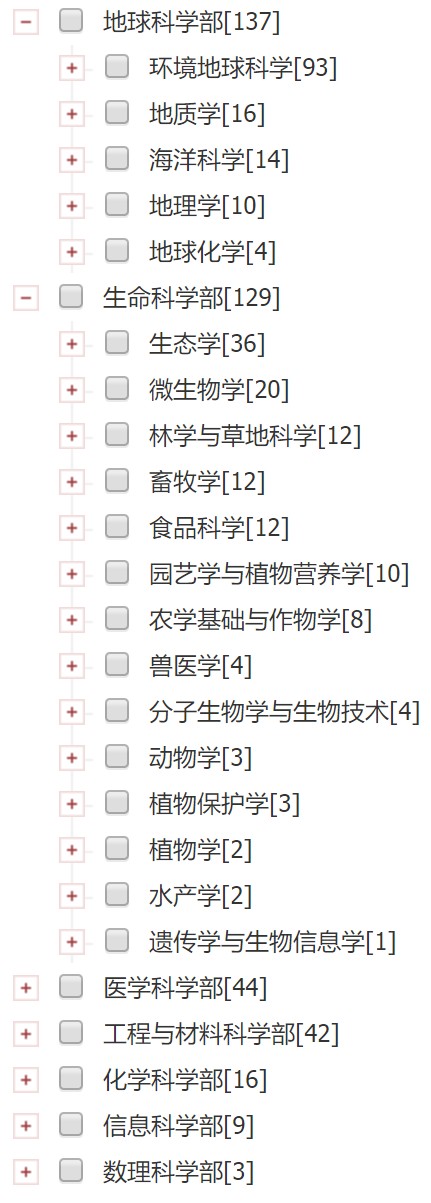 地球科学部[137]
环境地球科学[93]
地质学[16]
海洋科学[14]
地理学[10]
地球化学[4]
生命科学部[129]
生态学[36]
微生物学[20]
林学与草地科学[12]
畜牧学[12]
食品科学[12]
园艺学与植物营养学[10]
农学基础与作物学[8]
兽医学[4]
分子生物学与生物技术[4]
动物学[3]
植物保护学[3]
植物学[2]
水产学[2]
遗传学与生物信息学[1]
医学科学部[44]
工程与材料科学部[42]
化学科学部[16]
信息科学部[9]
数理科学部[3]